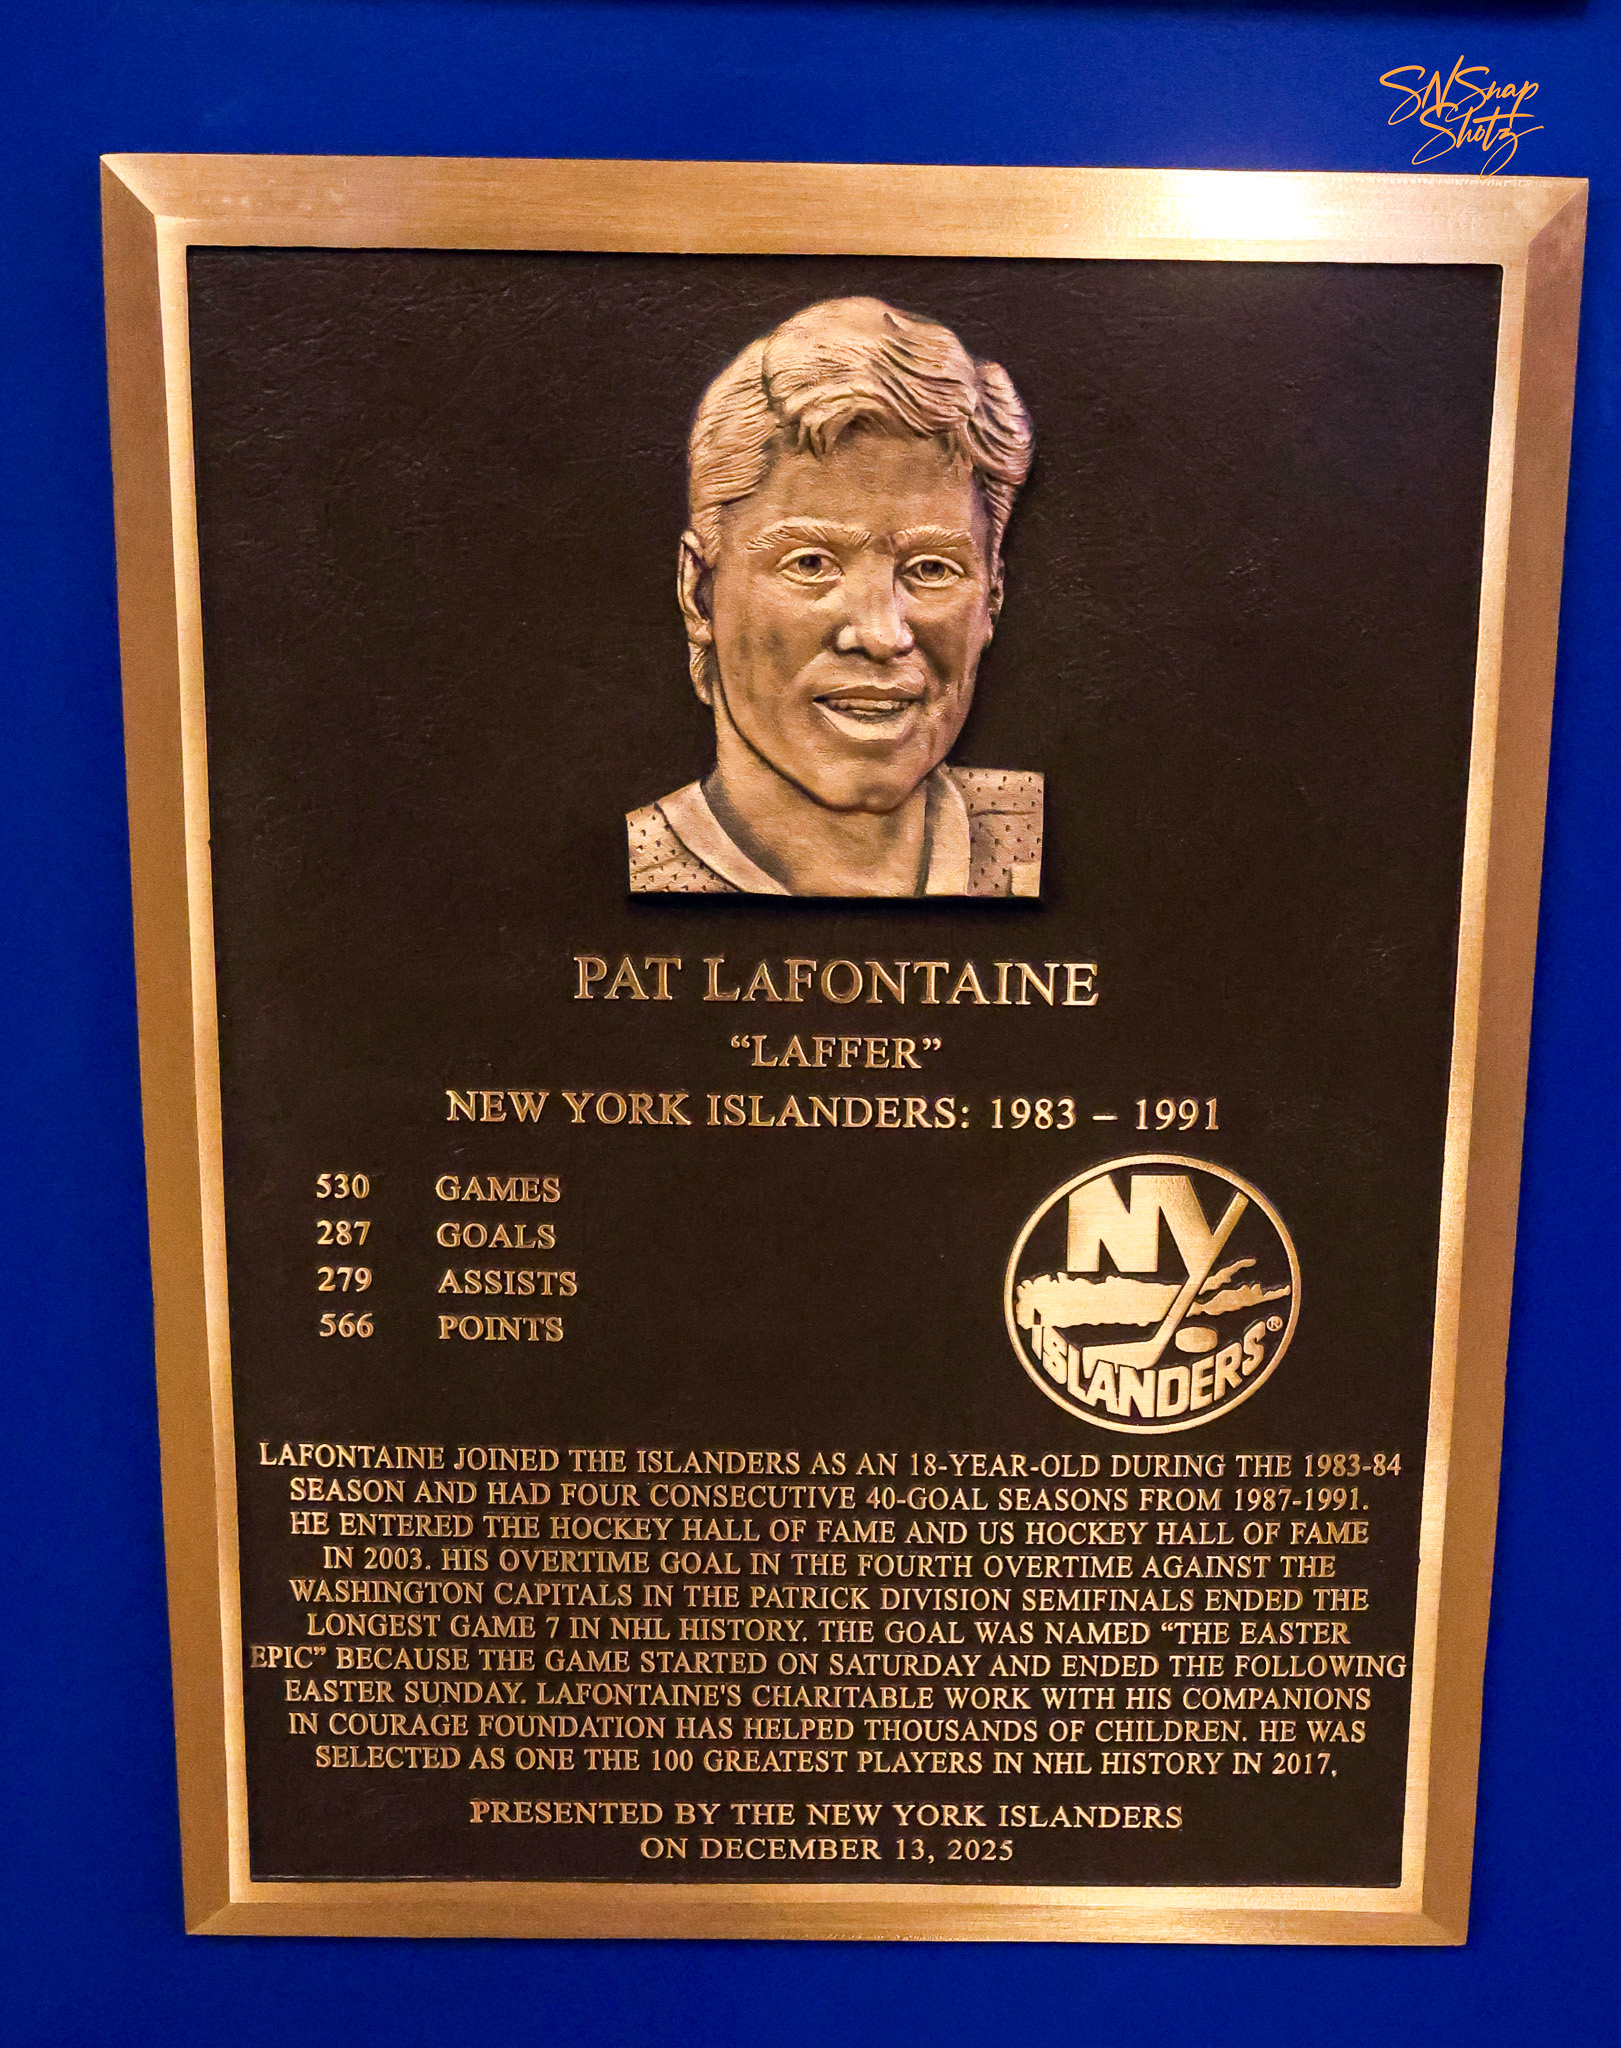 SNSnap
Shotz
PAT LAFONTAINE
“LAFFER”
NEW YORK ISLANDERS: 1983 – 1991
530 GAMES
287 GOALS
279 ASSISTS
566 POINTS
NY
ISLANDERS®
LAFONTAINE JOINED THE ISLANDERS AS AN 18-YEAR-OLD DURING THE 1983-84
SEASON AND HAD FOUR CONSECUTIVE 40-GOAL SEASONS FROM 1987-1991.
HE ENTERED THE HOCKEY HALL OF FAME AND US HOCKEY HALL OF FAME
IN 2003. HIS OVERTIME GOAL IN THE FOURTH OVERTIME AGAINST THE
WASHINGTON CAPITALS IN THE PATRICK DIVISION SEMIFINALS ENDED THE
LONGEST GAME 7 IN NHL HISTORY. THE GOAL WAS NAMED “THE EASTER
EPIC” BECAUSE THE GAME STARTED ON SATURDAY AND ENDED THE FOLLOWING
EASTER SUNDAY. LAFONTAINE'S CHARITABLE WORK WITH HIS COMPANIONS
IN COURAGE FOUNDATION HAS HELPED THOUSANDS OF CHILDREN. HE WAS
SELECTED AS ONE THE 100 GREATEST PLAYERS IN NHL HISTORY IN 2017.
PRESENTED BY THE NEW YORK ISLANDERS
ON DECEMBER 13, 2025